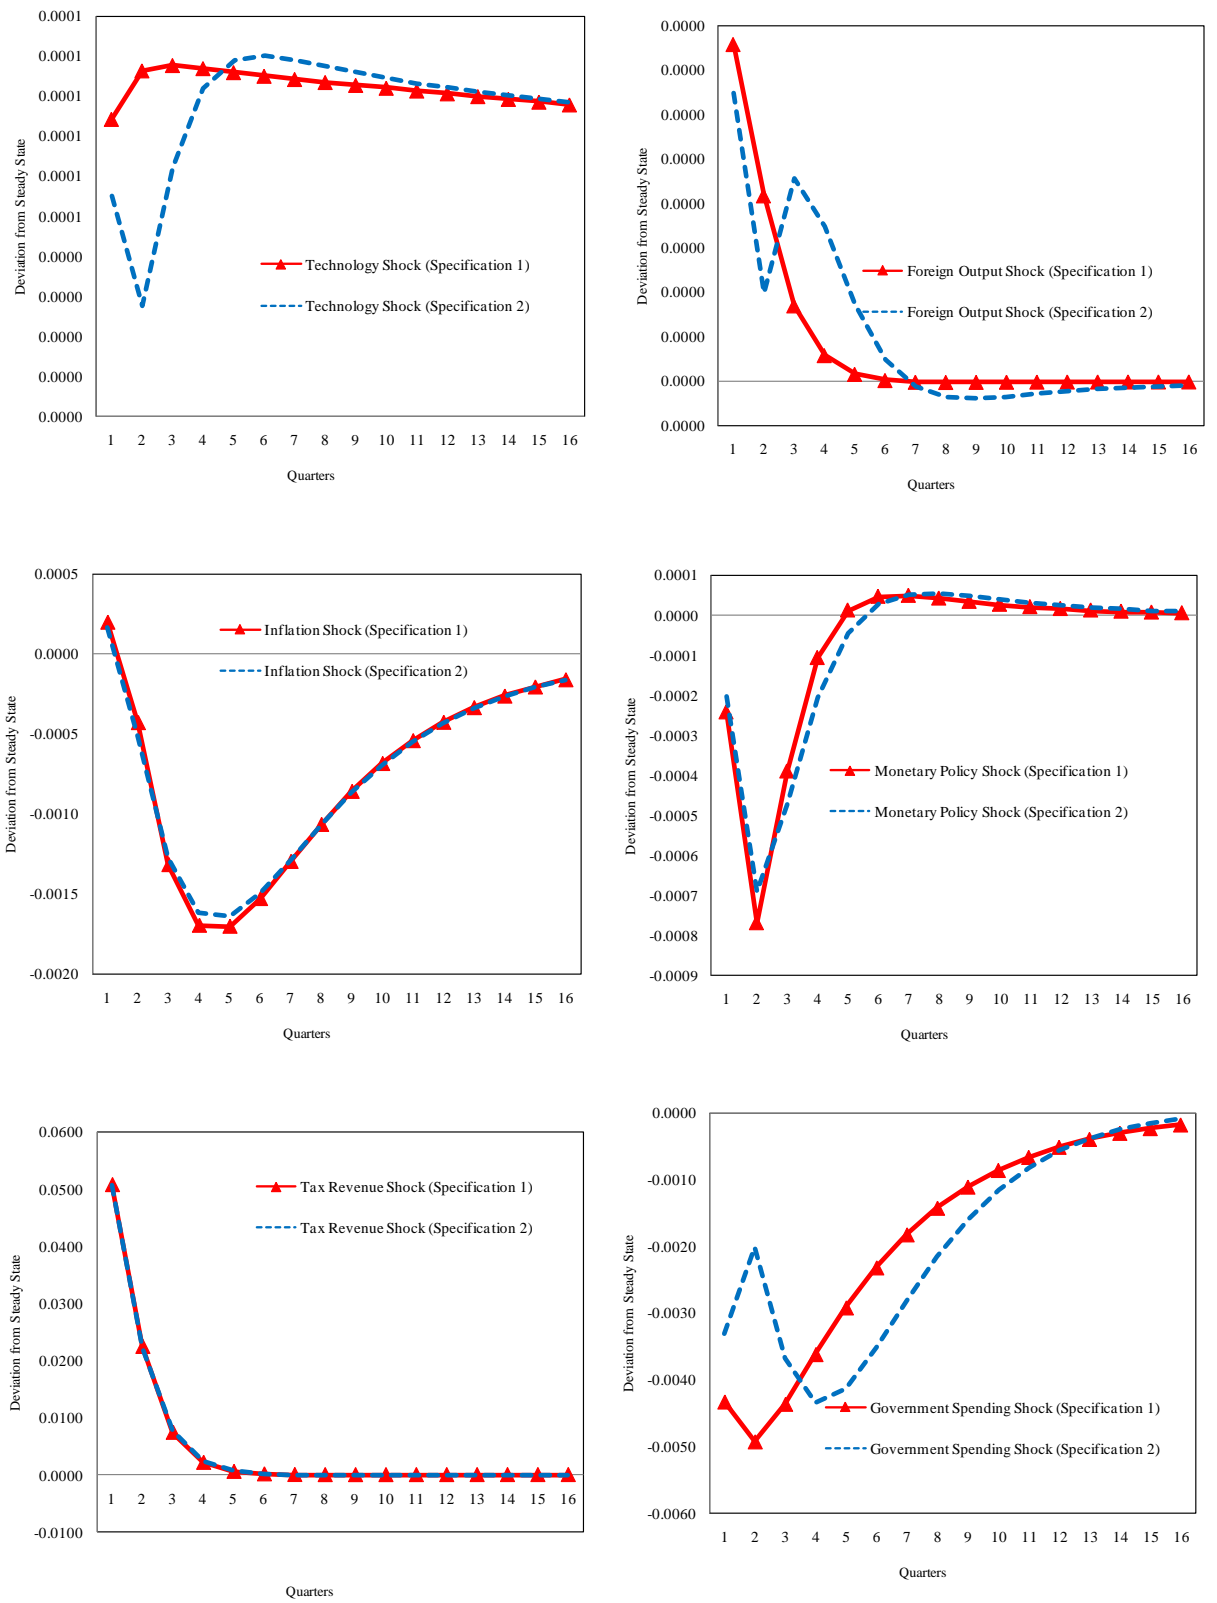 0.0001
0.0001
0.0001
0.0001
0.0001
0.0001
0.0000
0.0000
0.0000
0.0000
0.0000
Deviation from Steady State
Technology Shock (Specification 1)
Technology Shock (Specification 2)
1 2 3 4 5 6 7 8 9 10 11 12 13 14 15 16
Quarters
0.0000
0.0000
0.0000
0.0000
0.0000
0.0000
0.0000
0.0000
0.0000
0.0000
Deviation from Steady State
Foreign Output Shock (Specification 1)
Foreign Output Shock (Specification 2)
1 2 3 4 5 6 7 8 9 10 11 12 13 14 15 16
Quarters
0.0005
0.0000
-0.0005
-0.0010
-0.0015
-0.0020
Deviation from Steady State
Inflation Shock (Specification 1)
Inflation Shock (Specification 2)
1 2 3 4 5 6 7 8 9 10 11 12 13 14 15 16
Quarters
0.0001
0.0000
-0.0001
-0.0002
-0.0003
-0.0004
-0.0005
-0.0006
-0.0007
-0.0008
-0.0009
Deviation from Steady State
Monetary Policy Shock (Specification 1)
Monetary Policy Shock (Specification 2)
1 2 3 4 5 6 7 8 9 10 11 12 13 14 15 16
Quarters
0.0600
0.0500
0.0400
0.0300
0.0200
0.0100
0.0000
-0.0100
Deviation from Steady State
Tax Revenue Shock (Specification 1)
Tax Revenue Shock (Specification 2)
1 2 3 4 5 6 7 8 9 10 11 12 13 14 15 16
Quarters
0.0000
-0.0010
-0.0020
-0.0030
-0.0040
-0.0050
-0.0060
Deviation from Steady State
Government Spending Shock (Specification 1)
Government Spending Shock (Specification 2)
1 2 3 4 5 6 7 8 9 10 11 12 13 14 15 16
Quarters